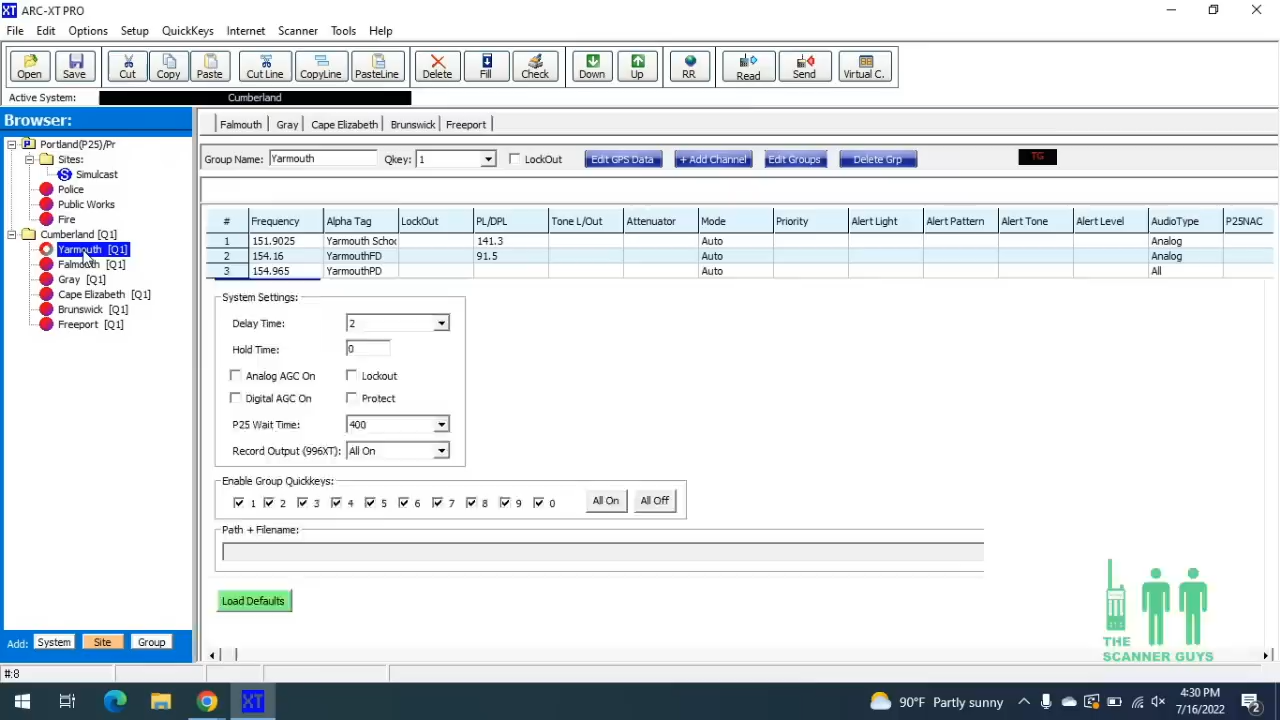 XT ARC-XT PRO
File Edit Options Setup QuickKeys Internet Scanner Tools Help
Open Save Cut Copy Paste Cut Line CopyLine PasteLine Delete Fill Check Down Up RR Read Send Virtual C.
Active System: Cumberland
Browser:
Portland(P25)/Pr
Sites:
Simulcast
Police
Public Works
Fire
Cumberland [Q1]
Yarmouth [Q1]
Falmouth [Q1]
Gray [Q1]
Cape Elizabeth [Q1]
Brunswick [Q1]
Freeport [Q1]
Add: System Site Group
Falmouth Gray Cape Elizabeth Brunswick Freeport
Group Name: Yarmouth Qkey: 1 LockOut Edit GPS Data + Add Channel Edit Groups Delete Grp TG
# Frequency Alpha Tag LockOut PL/DPL Tone L/Out Attenuator Mode Priority Alert Light Alert Pattern Alert Tone Alert Level AudioType P25NAC
1 151.9025 Yarmouth Schoo 141.3 Auto Analog
2 154.16 YarmouthFD 91.5 Auto Analog
3 154.965 YarmouthPD Auto All
System Settings:
Delay Time: 2
Hold Time: 0
Analog AGC On Lockout
Digital AGC On Protect
P25 Wait Time: 400
Record Output (996XT): All On
Enable Group Quickkeys:
1 2 3 4 5 6 7 8 9 0 All On All Off
Path + Filename:
Load Defaults
THE
SCANNER GUYS
#:8
XT 90°F Partly sunny 4:30 PM
7/16/2022 2